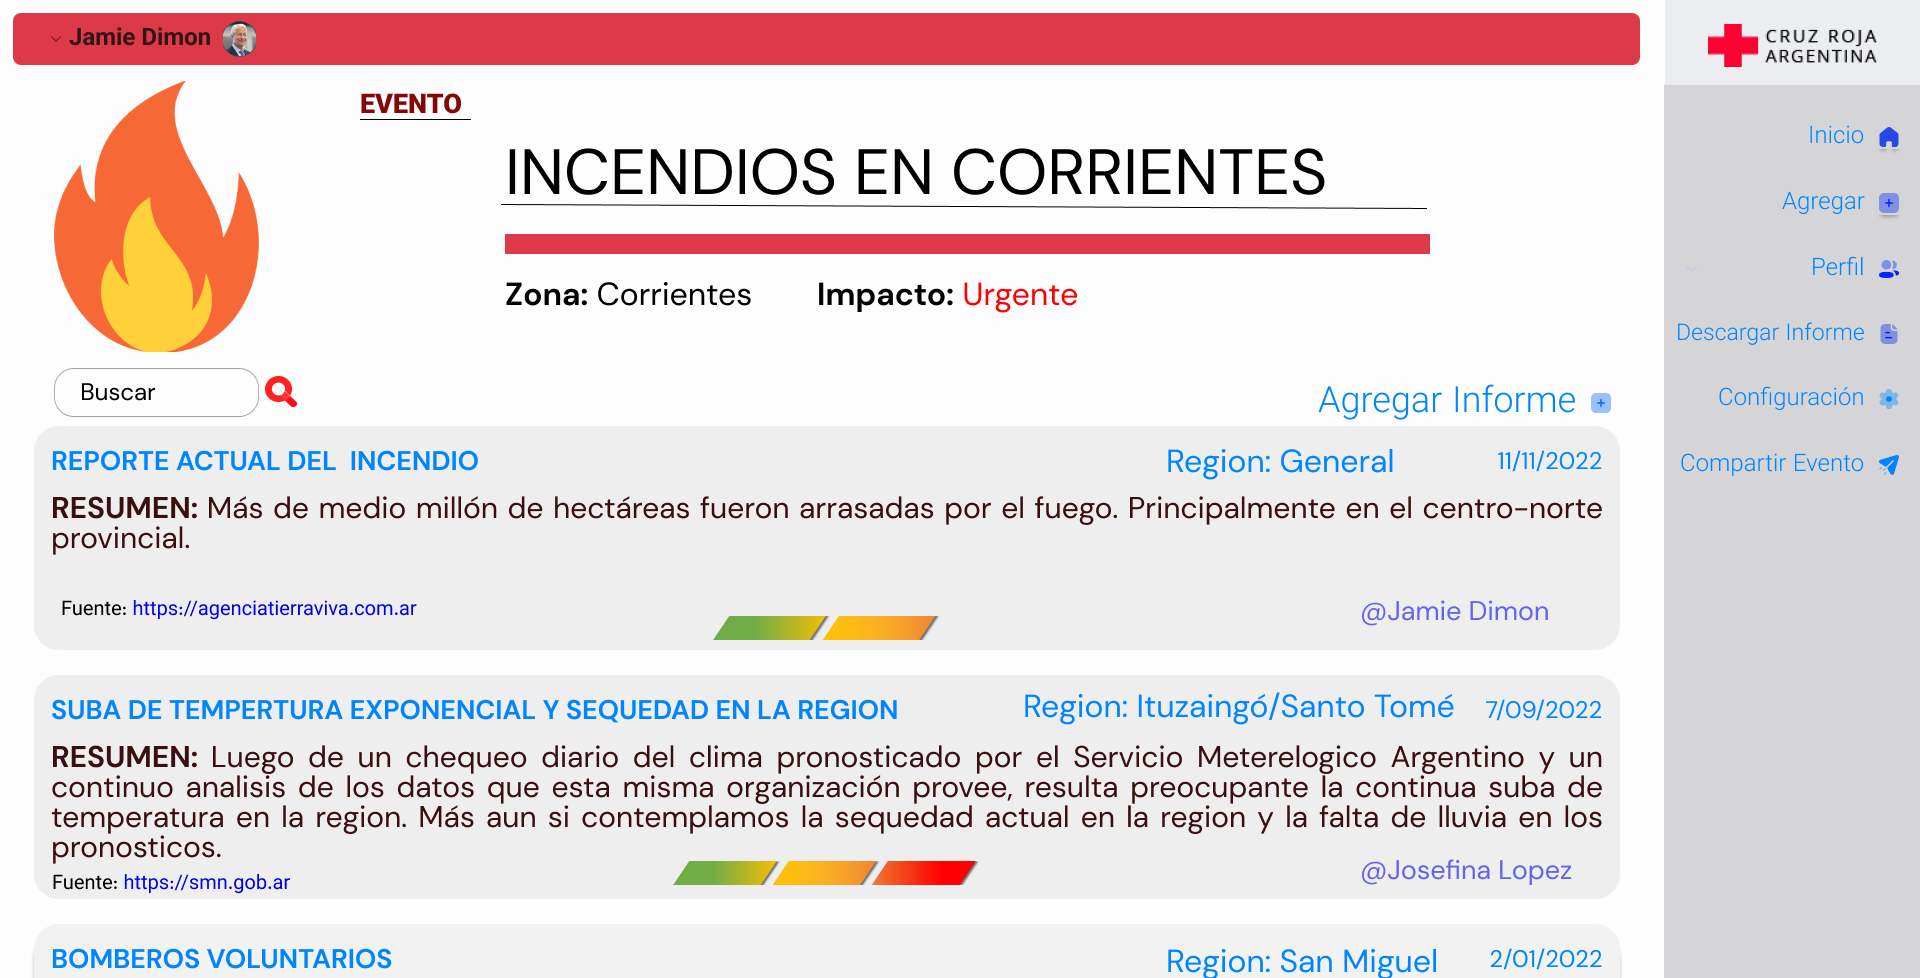 Jamie Dimon
CRUZ ROJA
ARGENTINA
EVENTO
INCENDIOS EN CORRIENTES
Zona: Corrientes Impacto: Urgente
Buscar
Agregar Informe
REPORTE ACTUAL DEL INCENDIO Region: General 11/11/2022
RESUMEN: Más de medio millón de hectáreas fueron arrasadas por el fuego. Principalmente en el centro-norte
provincial.
Fuente: https://agenciatierraviva.com.ar
@Jamie Dimon
SUBA DE TEMPERTURA EXPONENCIAL Y SEQUEDAD EN LA REGION Region: Ituzaingó/Santo Tomé 7/09/2022
RESUMEN: Luego de un chequeo diario del clima pronosticado por el Servicio Meterelogico Argentino y un
continuo analisis de los datos que esta misma organización provee, resulta preocupante la continua suba de
temperatura en la region. Más aun si contemplamos la sequedad actual en la region y la falta de lluvia en los
pronosticos.
Fuente: https://smn.gob.ar
@Josefina Lopez
BOMBEROS VOLUNTARIOS Region: San Miguel 2/01/2022
Inicio
Agregar
Perfil
Descargar Informe
Configuración
Compartir Evento